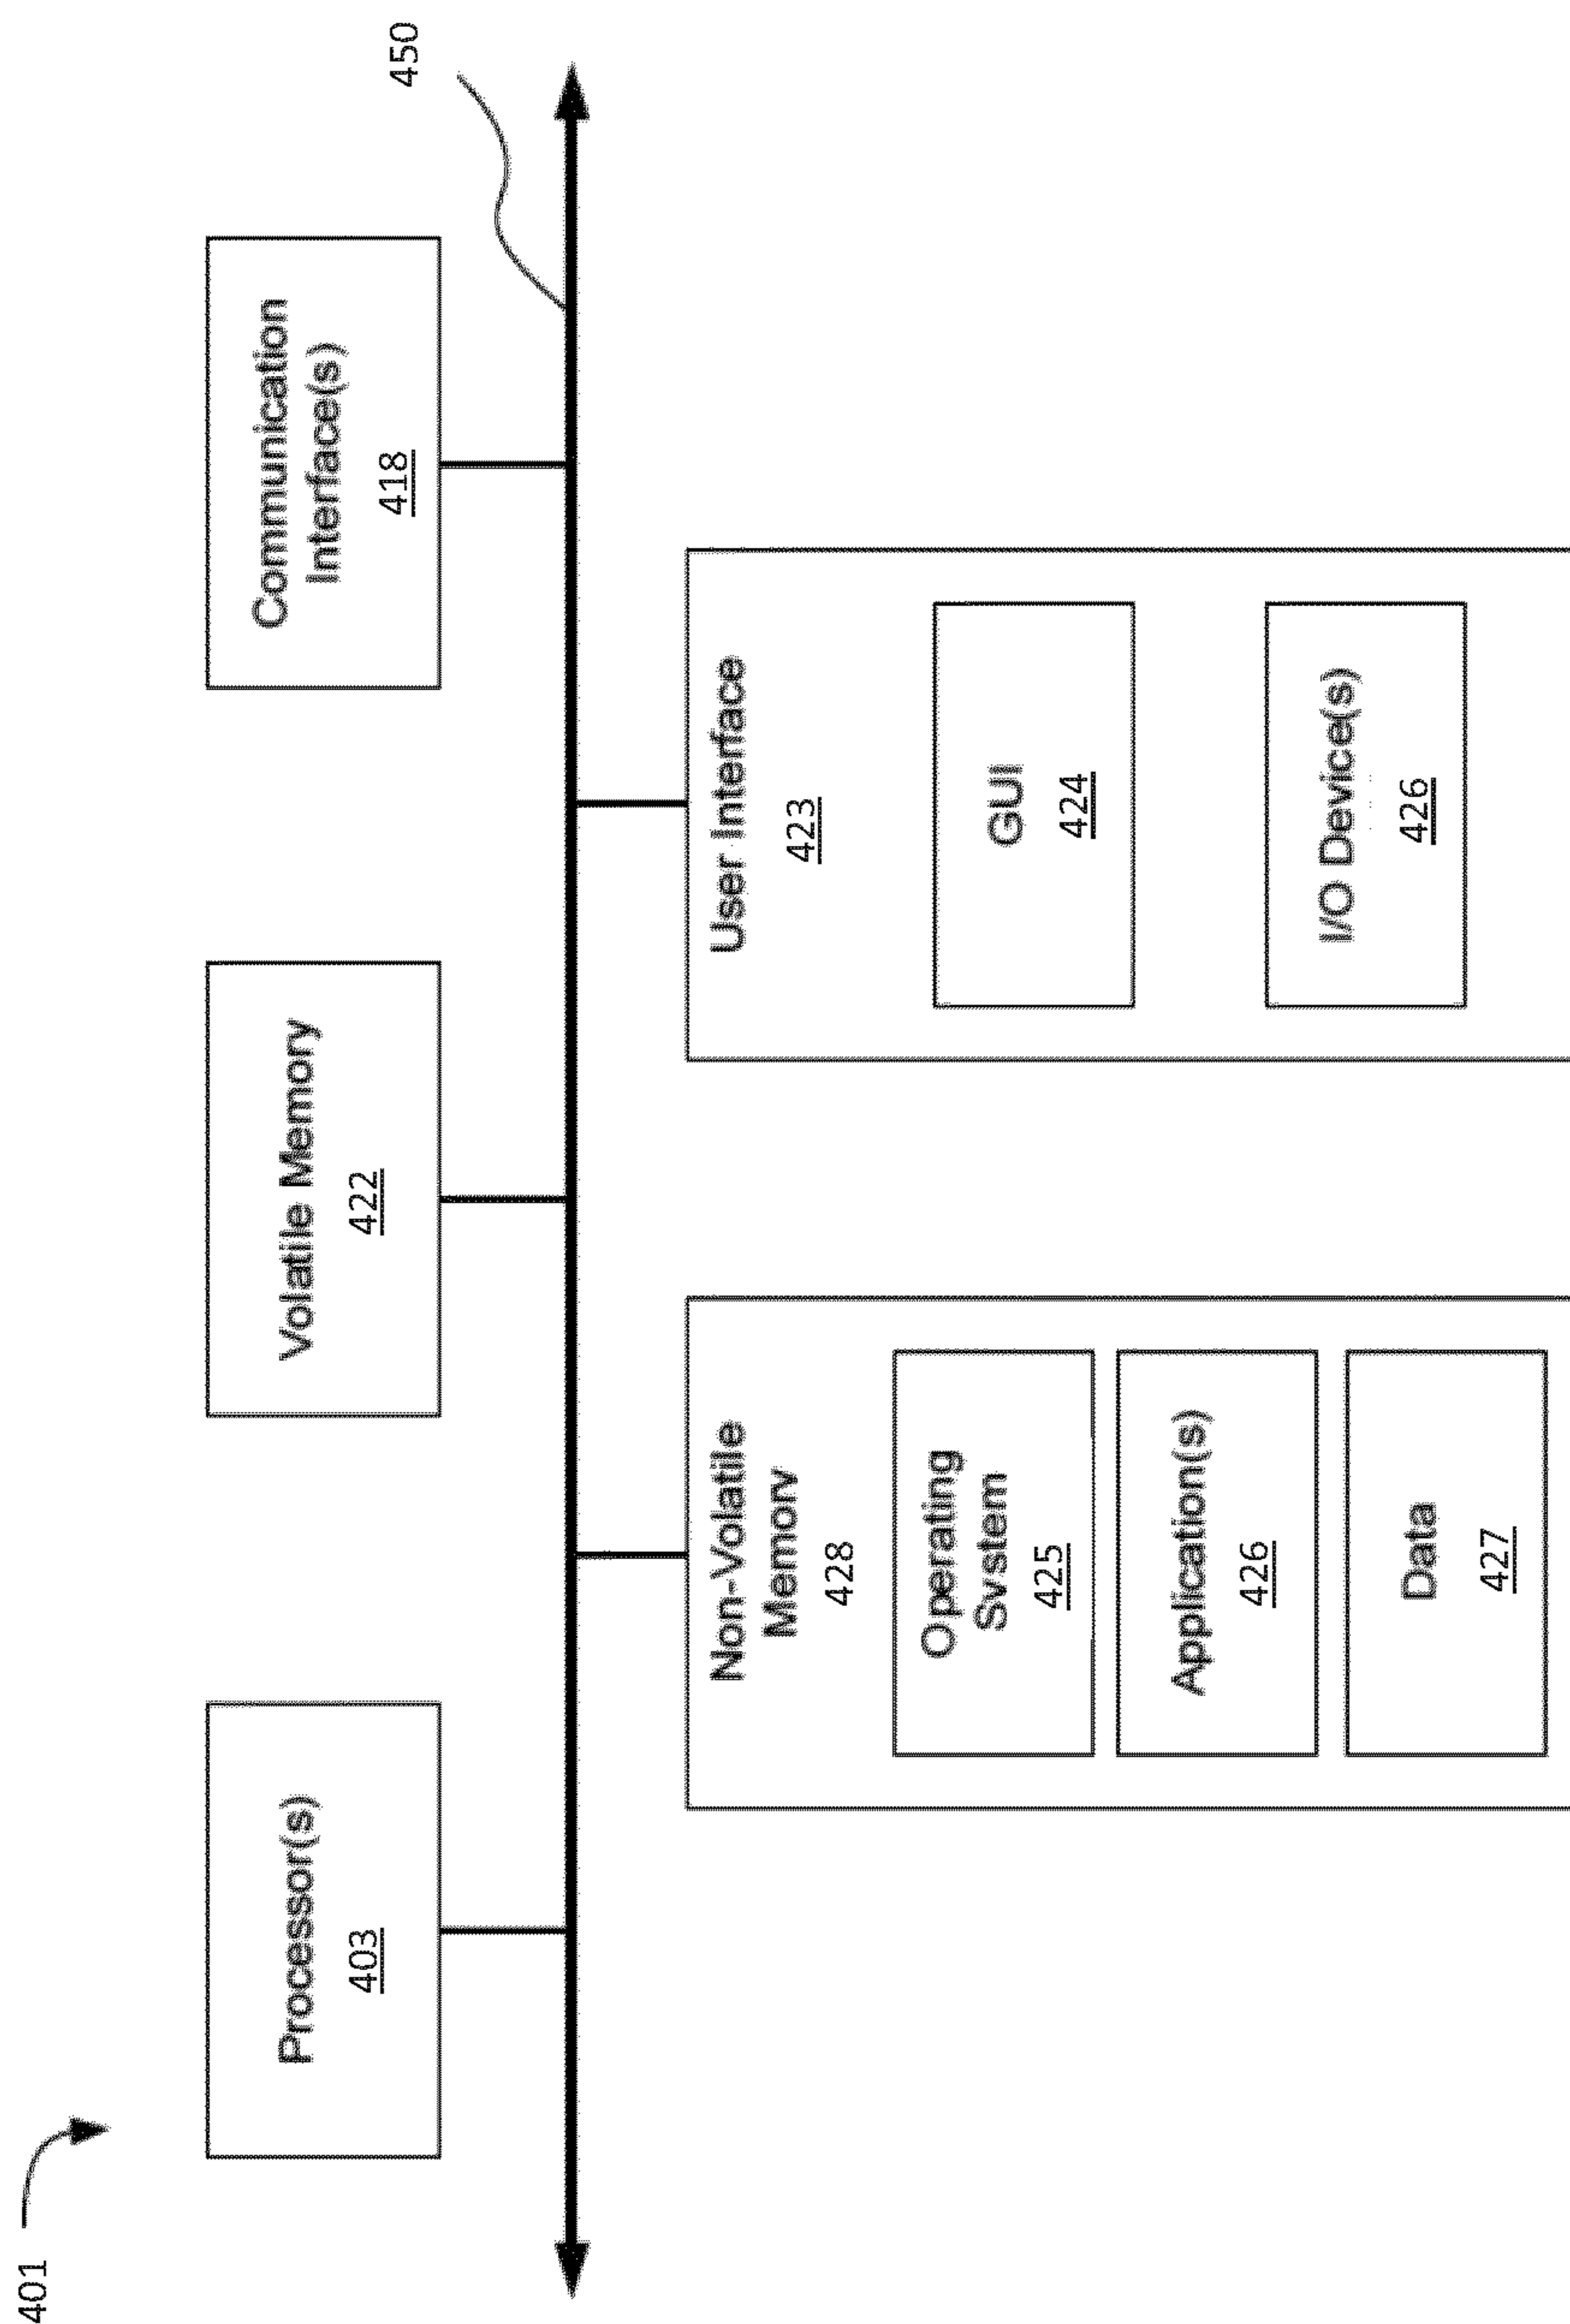 401
Processor(s)
403
Volatile Memory
422
Communication
Interface(s)
418
450
Non-Volatile
Memory
428
Operating
System
425
Application(s)
426
Data
427
User Interface
423
GUI
424
I/O Device(s)
426